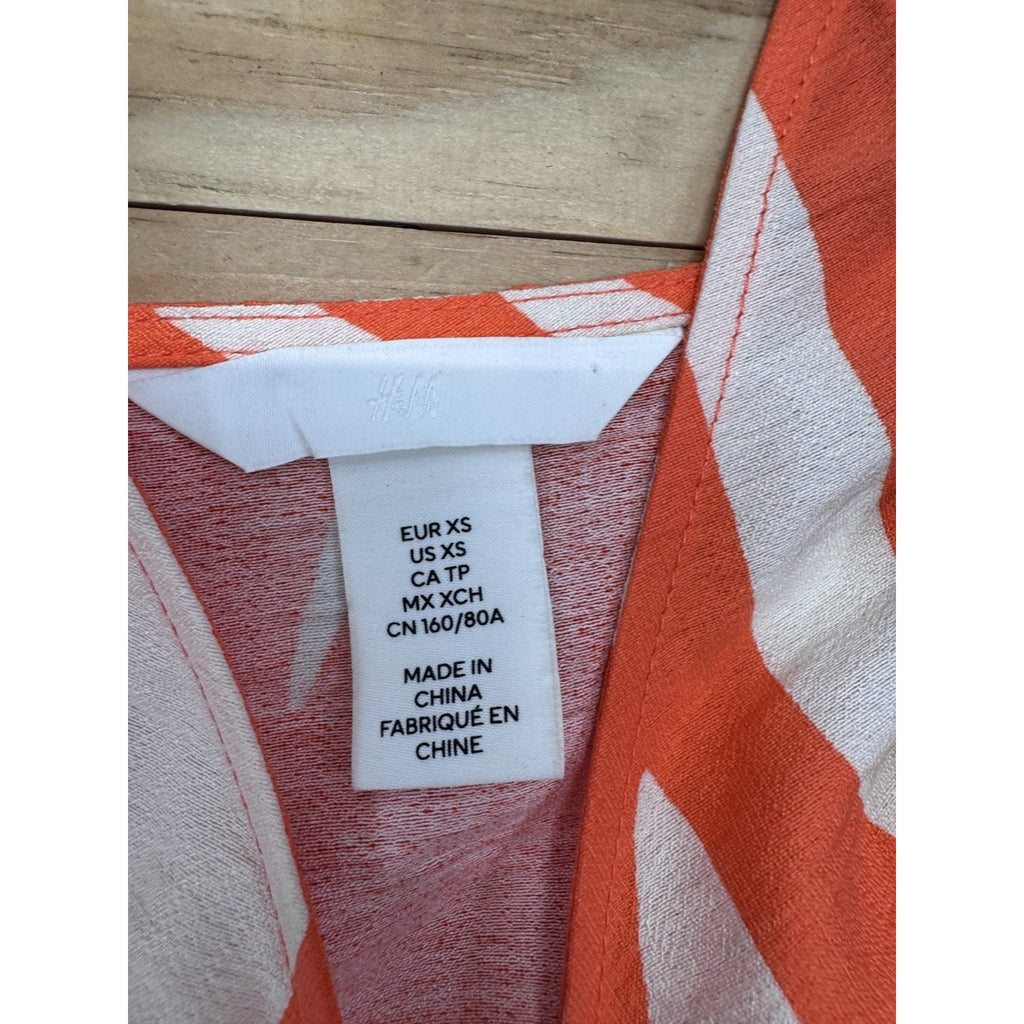 H&M
EUR XS
US XS
CA TP
MX XCH
CN 160/80A
MADE IN
CHINA
FABRIQUÉ EN
CHINE